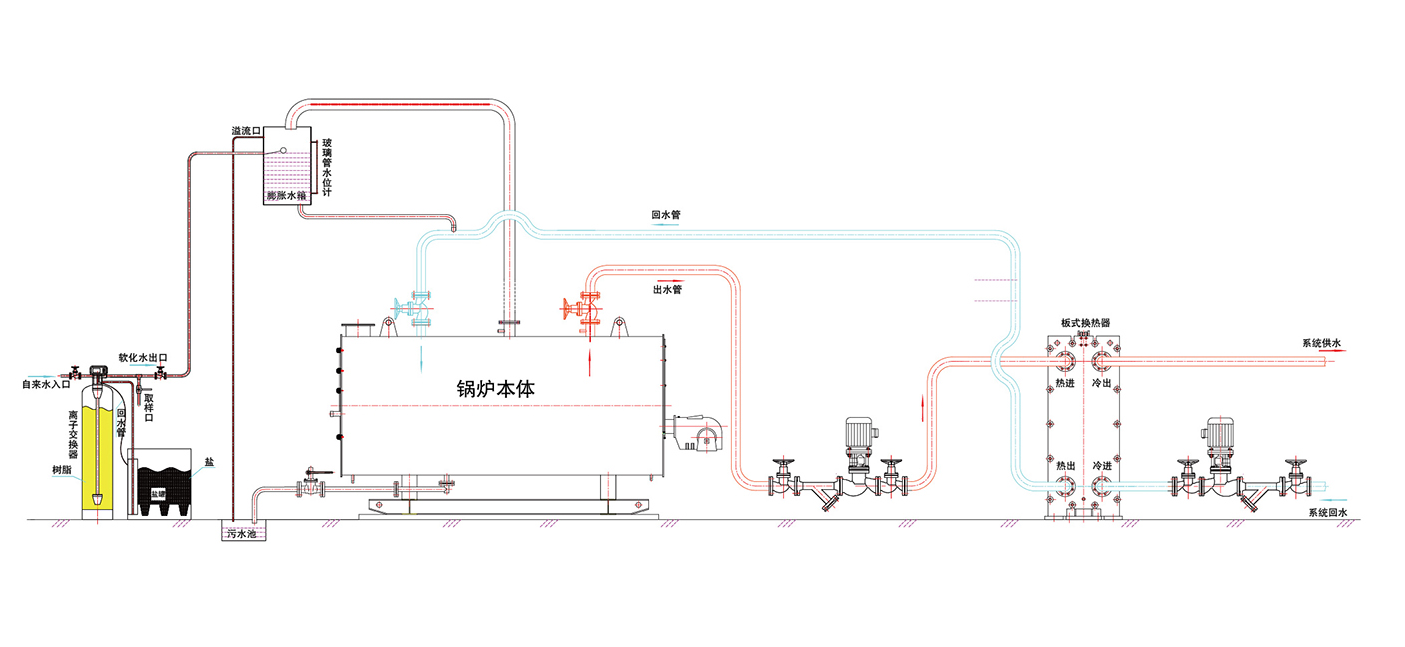 溢流口
玻璃管水位计
膨胀水箱
回水管
出水管
板式换热器
系统供水
软化水出口
自来水入口
热进
冷出
锅炉本体
取样口
回水管
离子交换器
树脂
盐
盐罐
热出
冷进
系统回水
污水池